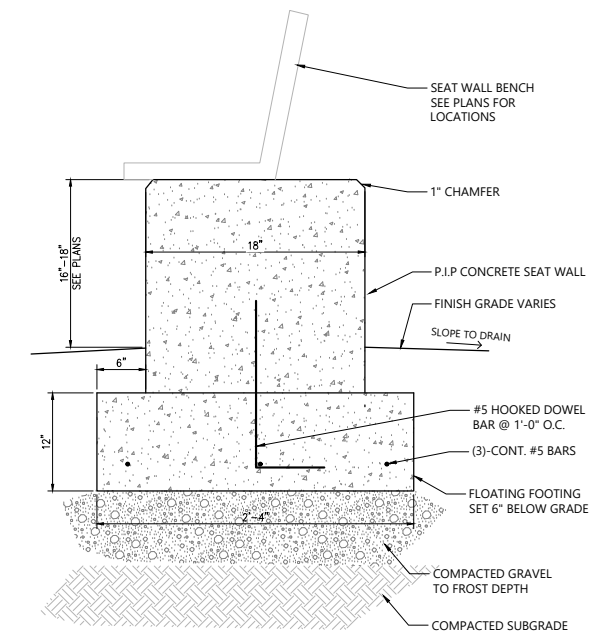 SEAT WALL BENCH
SEE PLANS FOR
LOCATIONS
1" CHAMFER
18"
16"-18"
SEE PLANS
P.I.P CONCRETE SEAT WALL
FINISH GRADE VARIES
SLOPE TO DRAIN
6"
12"
#5 HOOKED DOWEL
BAR @ 1'-0" O.C.
(3)-CONT. #5 BARS
FLOATING FOOTING
SET 6" BELOW GRADE
2'-4"
COMPACTED GRAVEL
TO FROST DEPTH
COMPACTED SUBGRADE